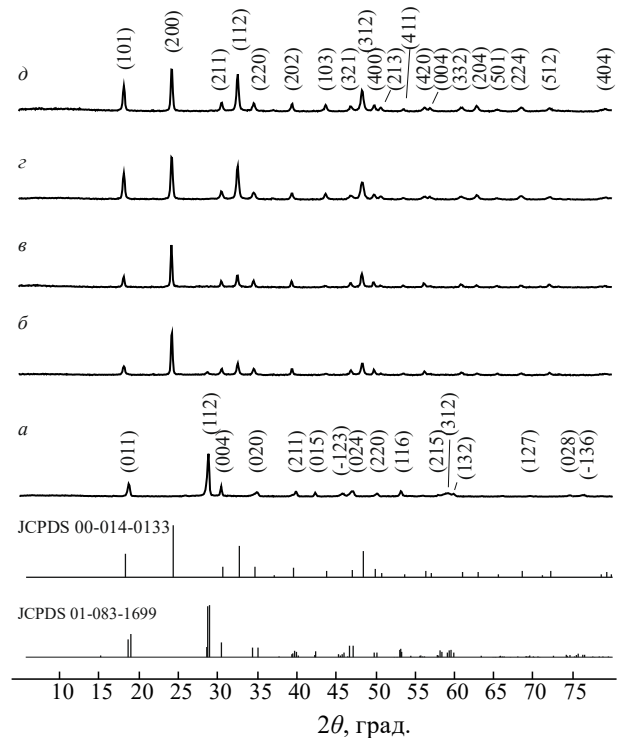 (101) (200) (211) (112) (220) (202) (103) (321) (312) (400) (213) (411) (420) (004) (332) (204) (501) (224) (512) (404)
д
г
в
б
а
(011) (112) (004) (020) (211) (015) (-123) (024) (220) (116) (215) (312) (132) (127) (028) (-136)
JCPDS 00-014-0133
JCPDS 01-083-1699
10 15 20 25 30 35 40 45 50 55 60 65 70 75
2θ, град.